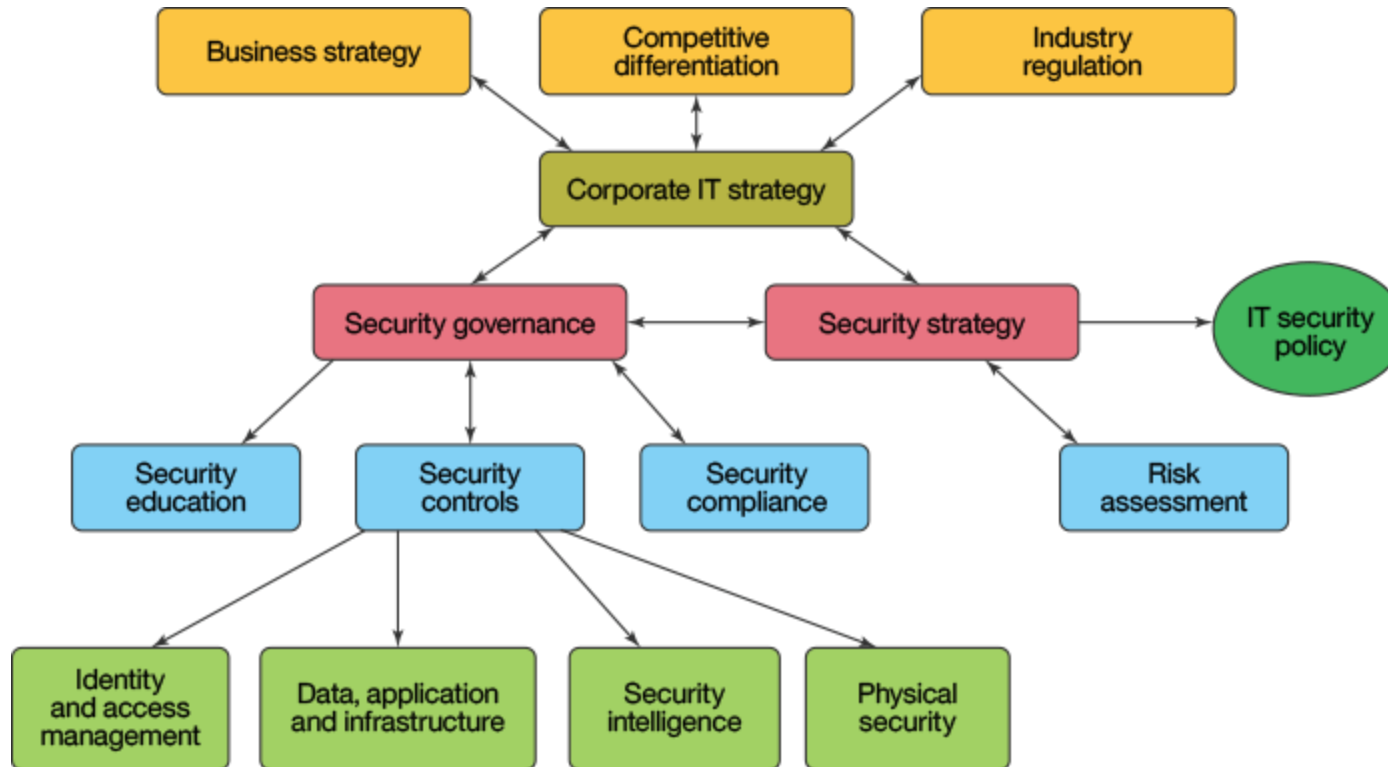 Business strategy
Competitive
differentiation
Industry
regulation
Corporate IT strategy
Security governance
Security strategy
IT security
policy
Security
education
Security
controls
Security
compliance
Risk
assessment
Identity
and access
management
Data, application
and infrastructure
Security
intelligence
Physical
security